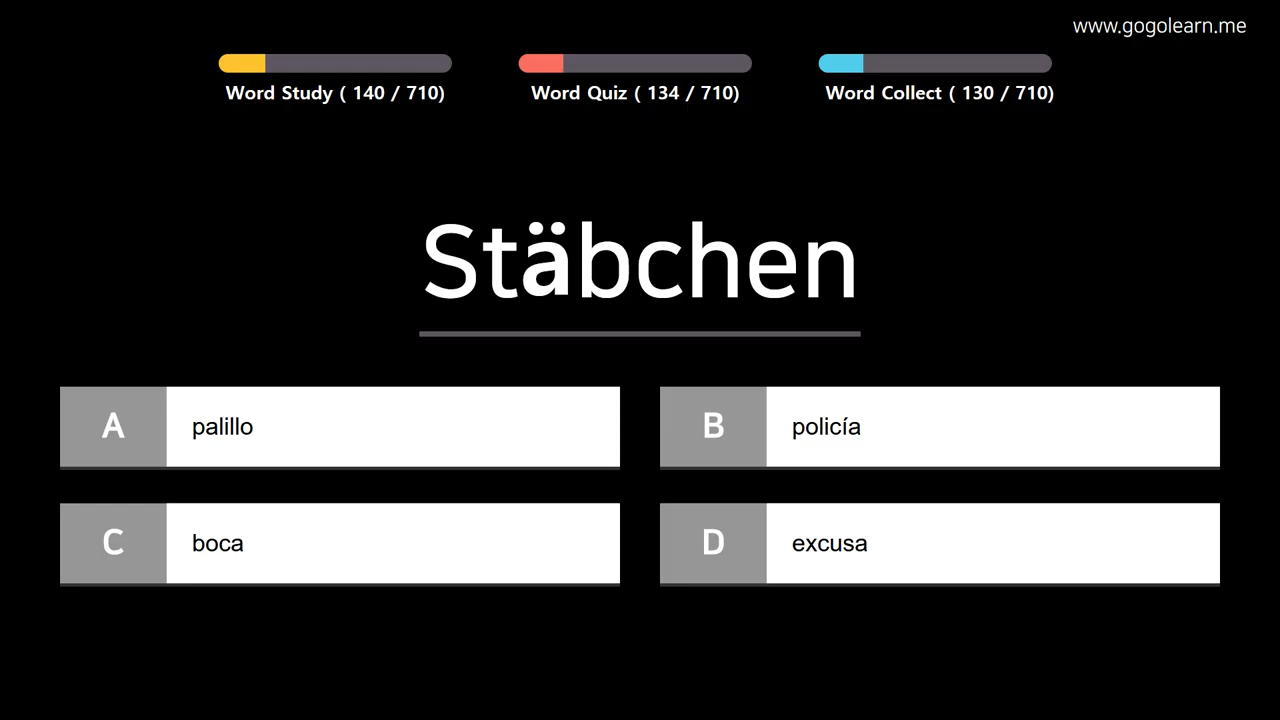 www.gogolearn.me
Word Study ( 140 / 710)
Word Quiz ( 134 / 710)
Word Collect ( 130 / 710)
Stäbchen
A palillo
B policía
C boca
D excusa